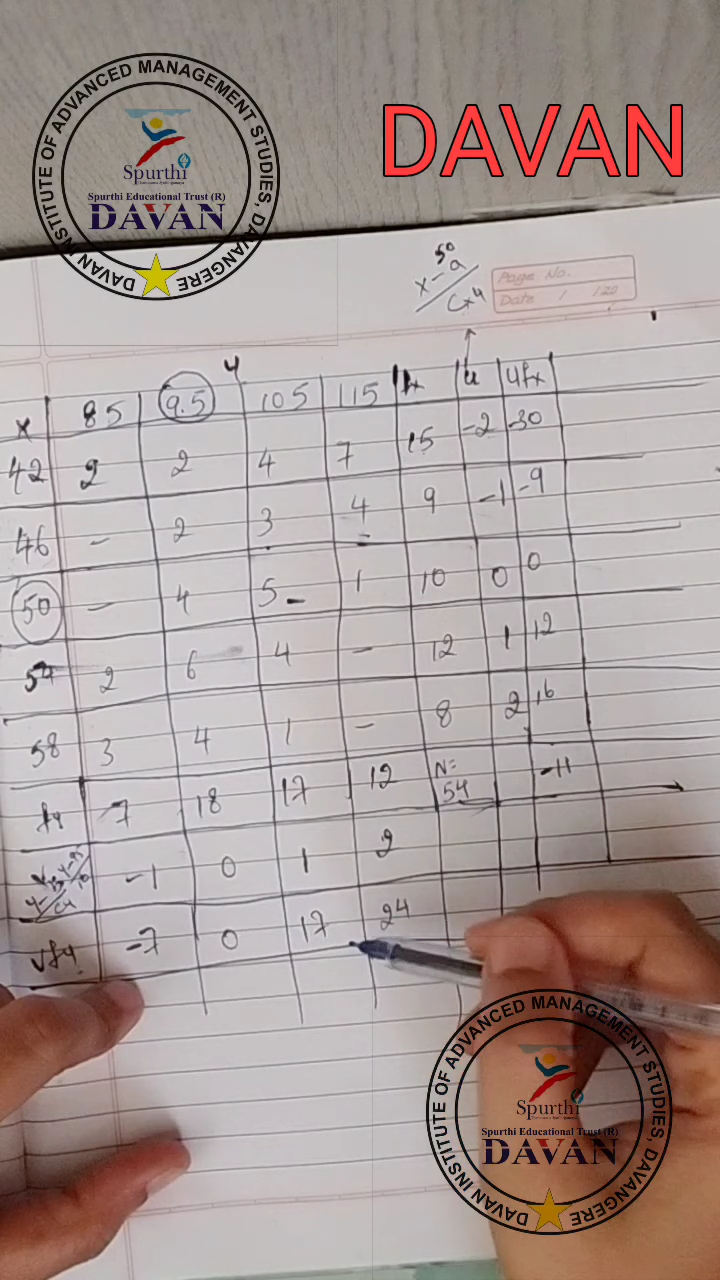 DAVAN
DAVAN INSTITUTE OF ADVANCED MANAGEMENT STUDIES, DAVANGERE
Spurthi
Spurthi Educational Trust (R)
DAVAN
50
x-a
Cx4
Page No.
Date / /20
y
x 85 9.5 105 115 fx u ufx
42 2 2 4 7 15 -2 -30
46 - 2 3 4 9 -1 -9
50 - 4 5 1 10 0 0
54 2 6 4 - 12 1 12
58 3 4 1 - 8 2 16
fy 7 18 17 12 N= 54 -11
-1 0 1 2
vfy -7 0 17 24
DAVAN INSTITUTE OF ADVANCED MANAGEMENT STUDIES, DAVANGERE
Spurthi
Spurthi Educational Trust (R)
DAVAN